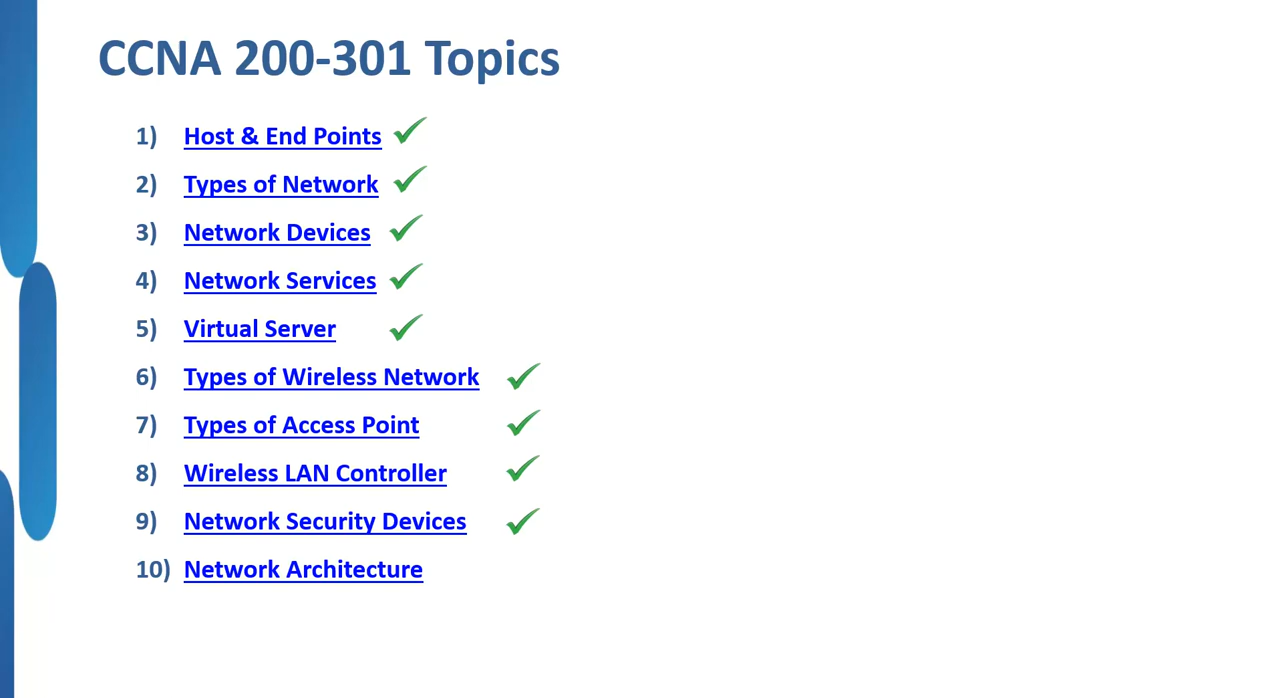 CCNA 200-301 Topics
1) Host & End Points
2) Types of Network
3) Network Devices
4) Network Services
5) Virtual Server
6) Types of Wireless Network
7) Types of Access Point
8) Wireless LAN Controller
9) Network Security Devices
10) Network Architecture